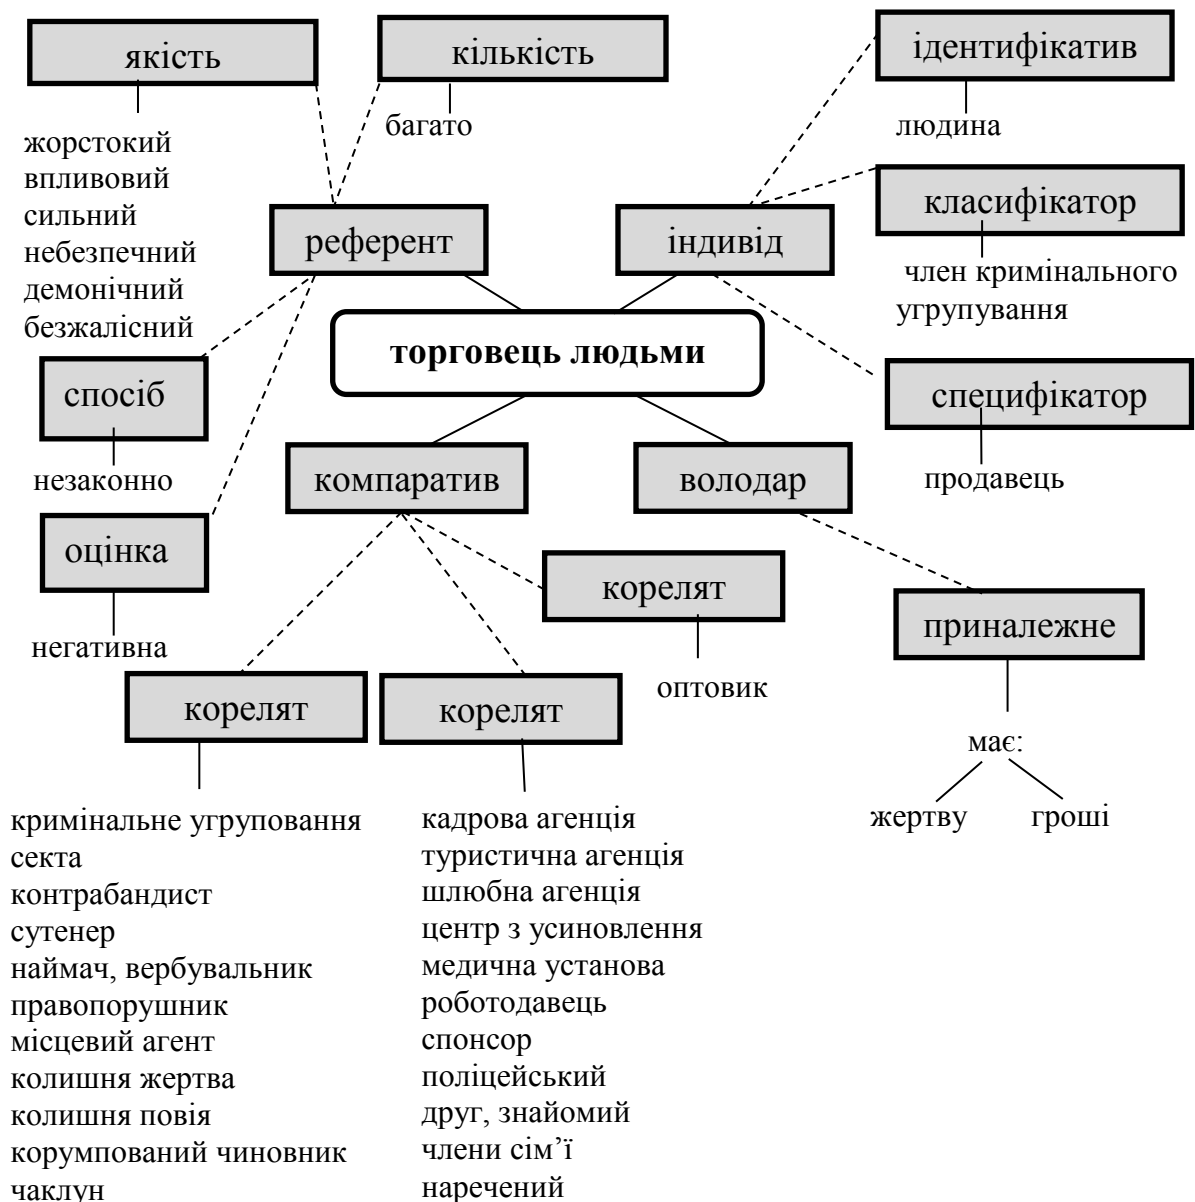 якість
кількість
ідентифікатив
багато
людина
жорстокий
впливовий
сильний
небезпечний
демонічний
безжалісний
класифікатор
член кримінального
угрупування
референт
індивід
торговець людьми
спосіб
незаконно
специфікатор
продавець
компаратив
володар
оцінка
негативна
корелят
оптовик
приналежне
має:
жертву
гроші
корелят
корелят
кримінальне угруповання
секта
контрабандист
сутенер
наймач, вербувальник
правопорушник
місцевий агент
колишня жертва
колишня повія
корумпований чиновник
чаклун
кадрова агенція
туристична агенція
шлюбна агенція
центр з усиновлення
медична установа
роботодавець
спонсор
поліцейський
друг, знайомий
члени сім’ї
наречений